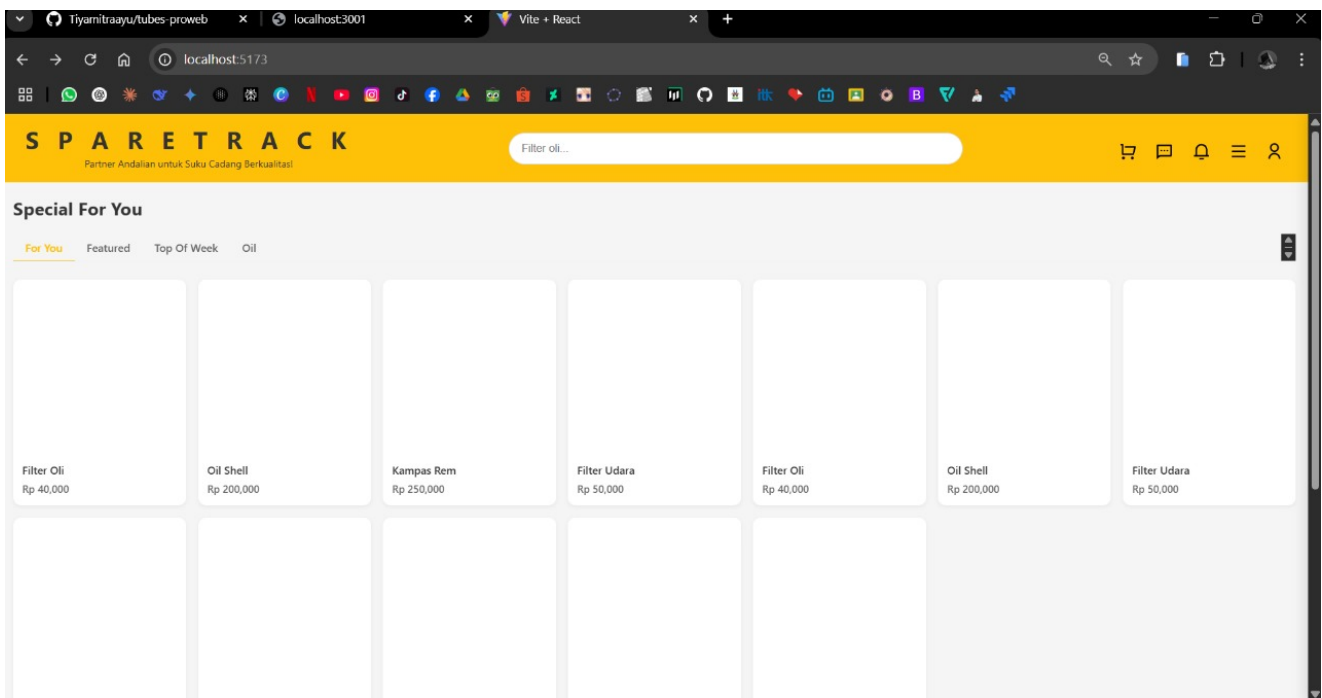 Tiyamitraayu/tubes-proweb
localhost:3001
Vite + React
localhost:5173
SPARETRACK
Partner Andalian untuk Suku Cadang Berkualitas!
Filter oli...
Special For You
For You Featured Top Of Week Oil
Filter Oli Oil Shell Kampas Rem Filter Udara Filter Oli Oil Shell Filter Udara
Rp 40,000 Rp 200,000 Rp 250,000 Rp 50,000 Rp 40,000 Rp 200,000 Rp 50,000